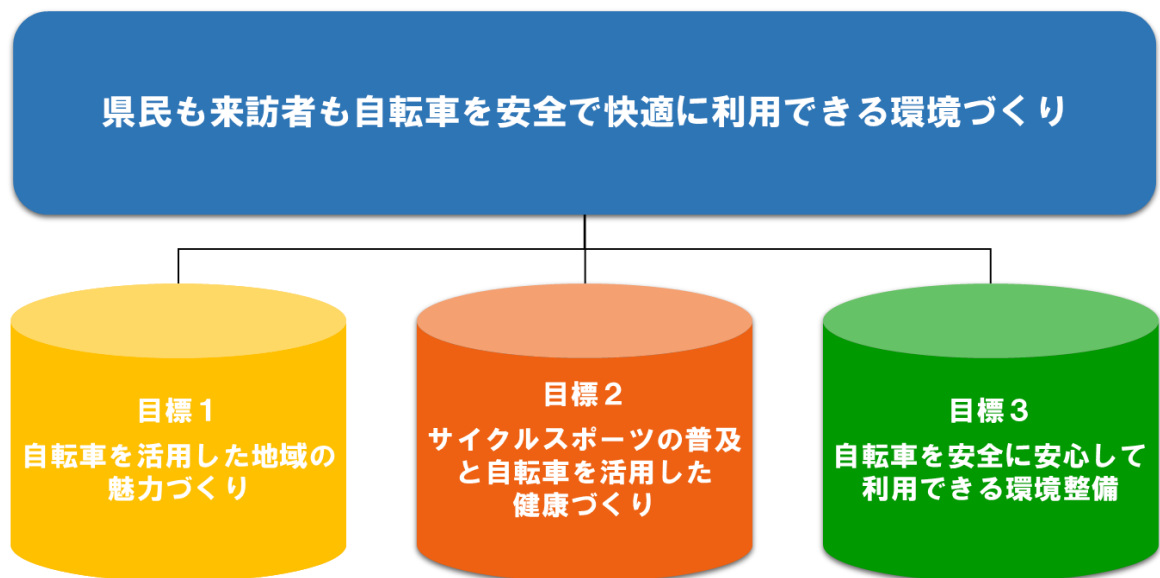 県民も来訪者も自転車を安全で快適に利用できる環境づくり
目標１
自転車を活用した地域の
魅力づくり
目標２
サイクルスポーツの普及
と自転車を活用した
健康づくり
目標３
自転車を安全に安心して
利用できる環境整備